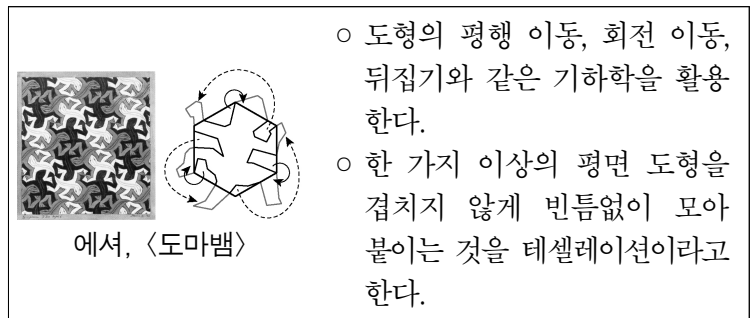 에셔, 〈도마뱀〉
○ 도형의 평행 이동, 회전 이동,
뒤집기와 같은 기하학을 활용
한다.
○ 한 가지 이상의 평면 도형을
겹치지 않게 빈틈없이 모아
붙이는 것을 테셀레이션이라고
한다.